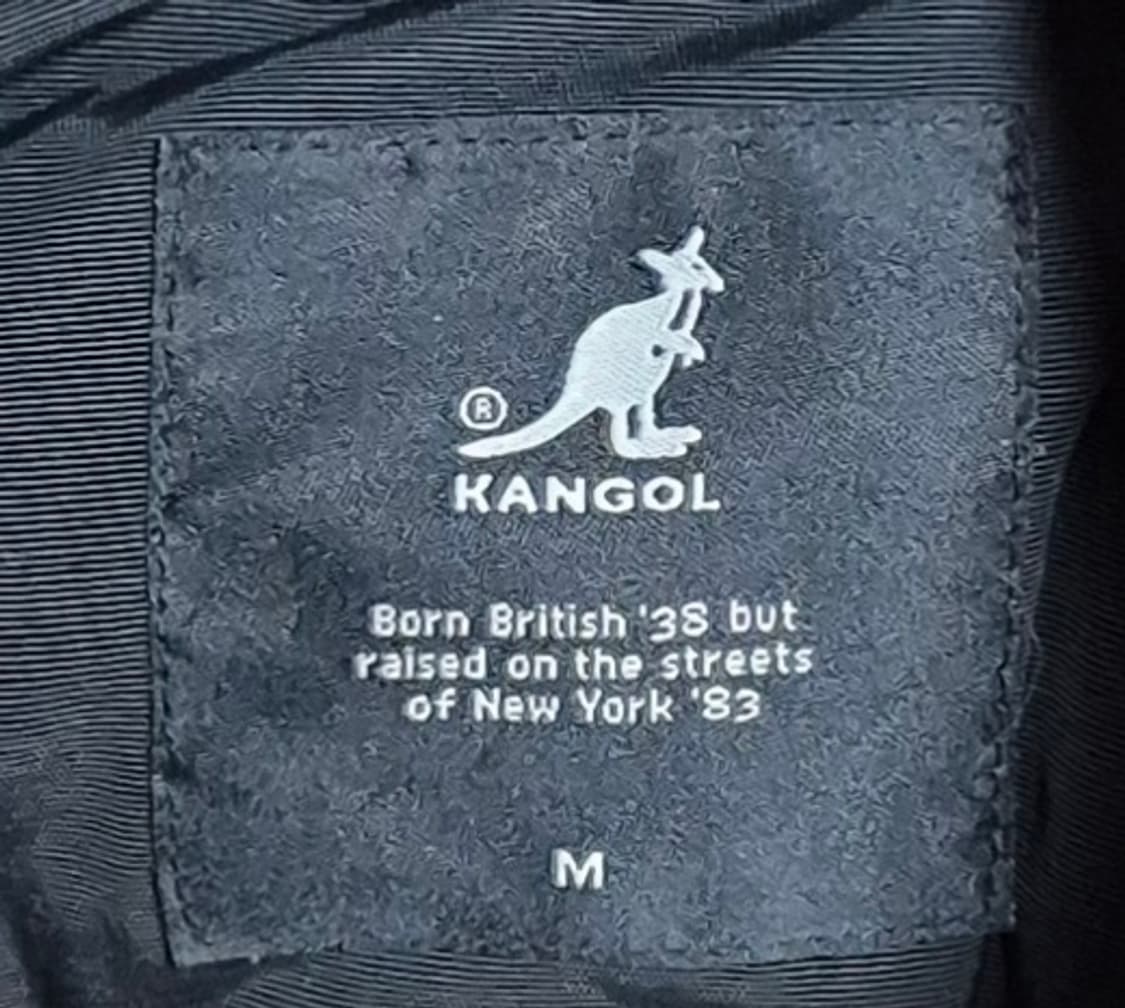 ®
KANGOL
Born British '38 but
raised on the streets
of New York '83
M